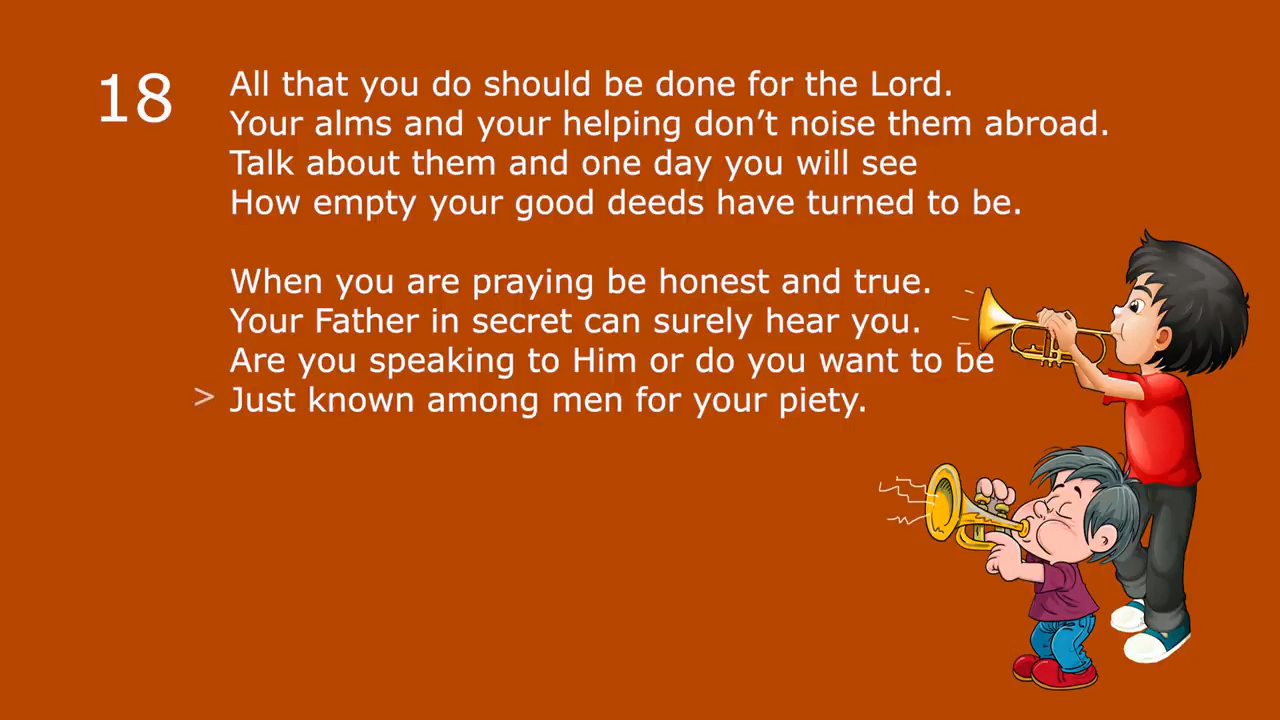 18
All that you do should be done for the Lord.
Your alms and your helping don’t noise them abroad.
Talk about them and one day you will see
How empty your good deeds have turned to be.
When you are praying be honest and true.
Your Father in secret can surely hear you.
Are you speaking to Him or do you want to be
> Just known among men for your piety.